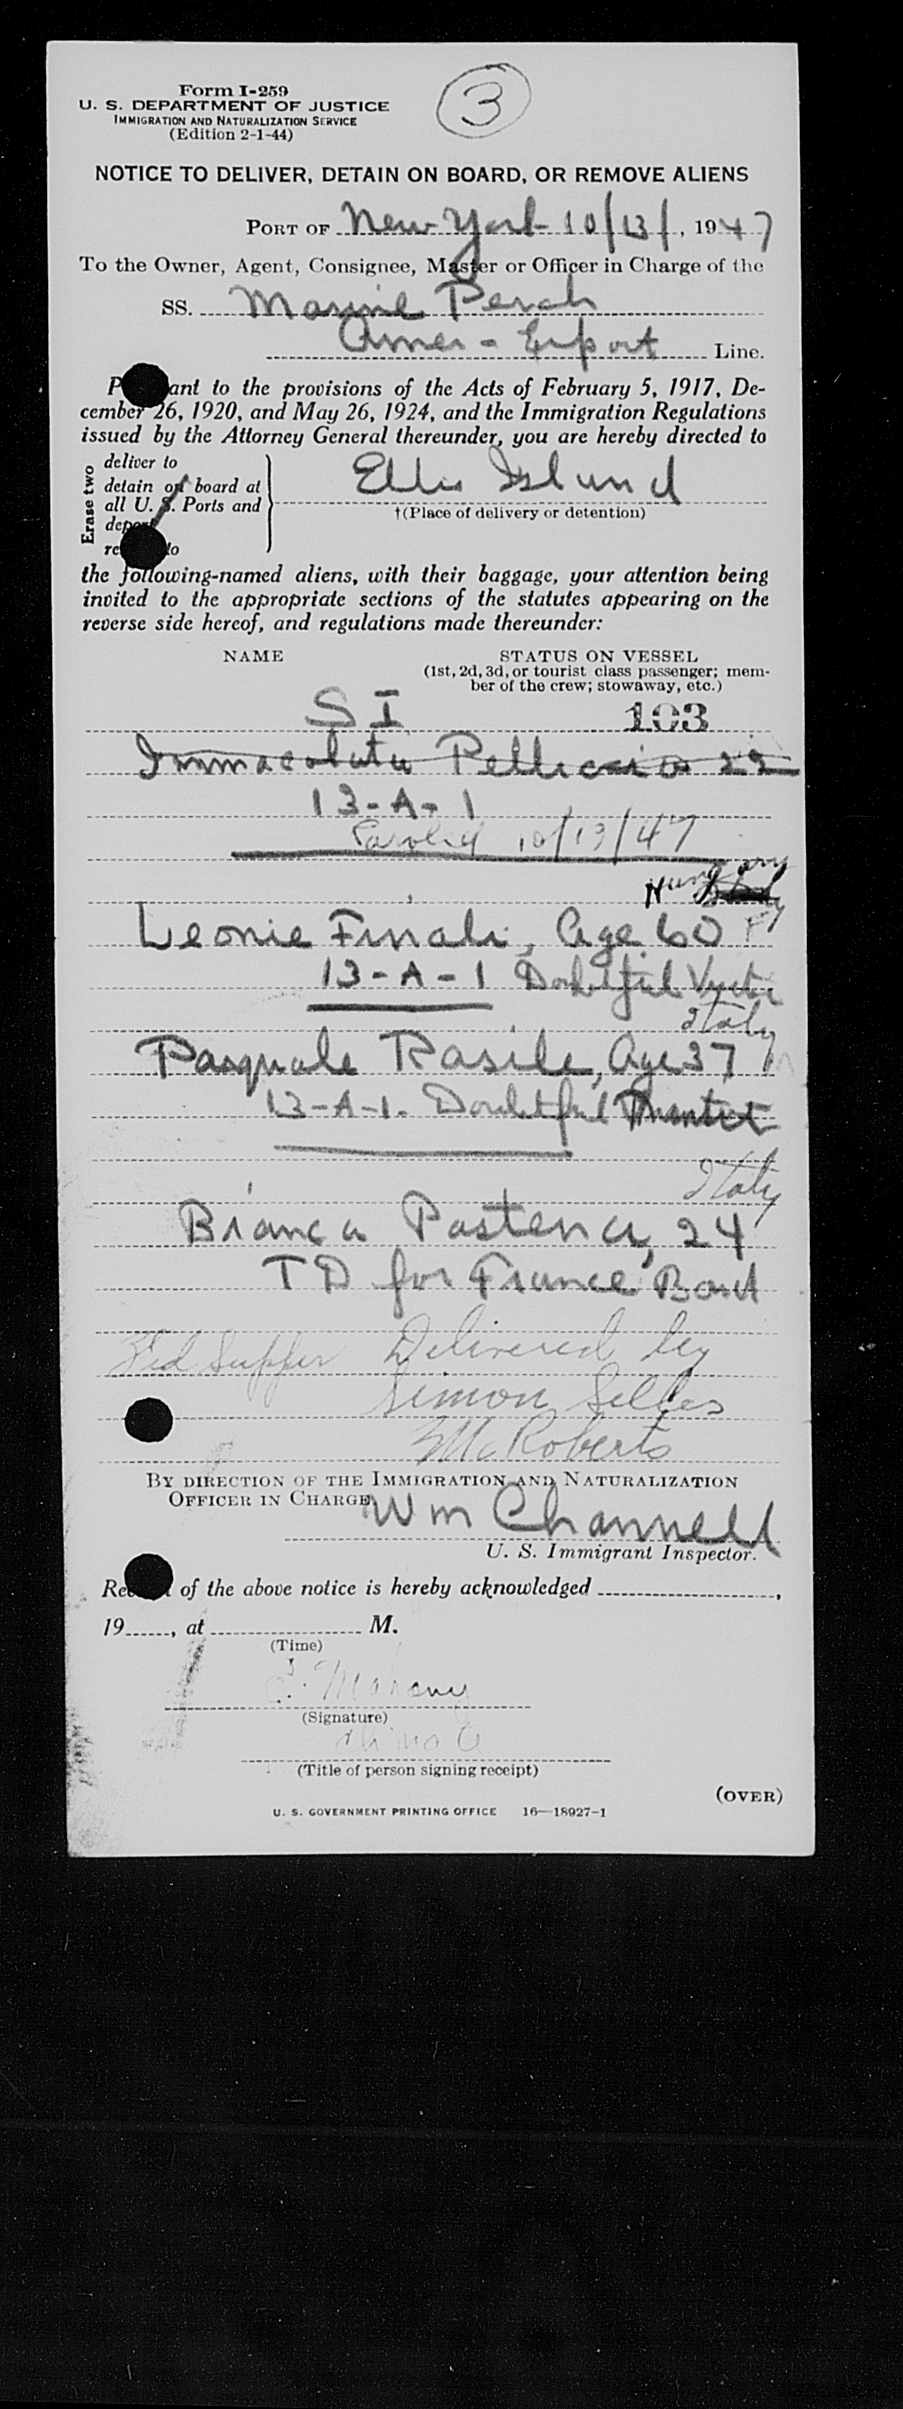 3
Form I-259
U. S. DEPARTMENT OF JUSTICE
IMMIGRATION AND NATURALIZATION SERVICE
(Edition 2-1-44)
NOTICE TO DELIVER, DETAIN ON BOARD, OR REMOVE ALIENS
PORT OF New York 10/13/, 1947
To the Owner, Agent, Consignee, Master or Officer in Charge of the
SS. Marine Perch
Amer-Export Line.
ant to the provisions of the Acts of February 5, 1917, De-
cember 26, 1920, and May 26, 1924, and the Immigration Regulations
issued by the Attorney General thereunder, you are hereby directed to
Erase two
deliver to
detain on board at
all U. S. Ports and
to
Ellis Island
†(Place of delivery or detention)
the following-named aliens, with their baggage, your attention being
invited to the appropriate sections of the statutes appearing on the
reverse side hereof, and regulations made thereunder:
NAME STATUS ON VESSEL
(1st, 2d, 3d, or tourist class passenger; mem-
ber of the crew; stowaway, etc.)
SI 103
Immacolata Pelliccio 22
13-A-1
Paroled 10/13/47
Hungary
Leonie Finali, Age 60 F
13-A-1 Doubtful
Italy
Pasquale Rasile, Age 37
13-A-1. Doubtful
Italy
Bianca Pastena, 24
TD for France Bond
Fed Supper Delivered by
Simon Selles
McRoberts
BY DIRECTION OF THE IMMIGRATION AND NATURALIZATION
OFFICER IN CHARGE
Wm Channell
U. S. Immigrant Inspector.
of the above notice is hereby acknowledged ,
19 , at M.
(Time)
Mahony
(Signature)
(Title of person signing receipt)
(OVER)
U. S. GOVERNMENT PRINTING OFFICE 16—18927-1